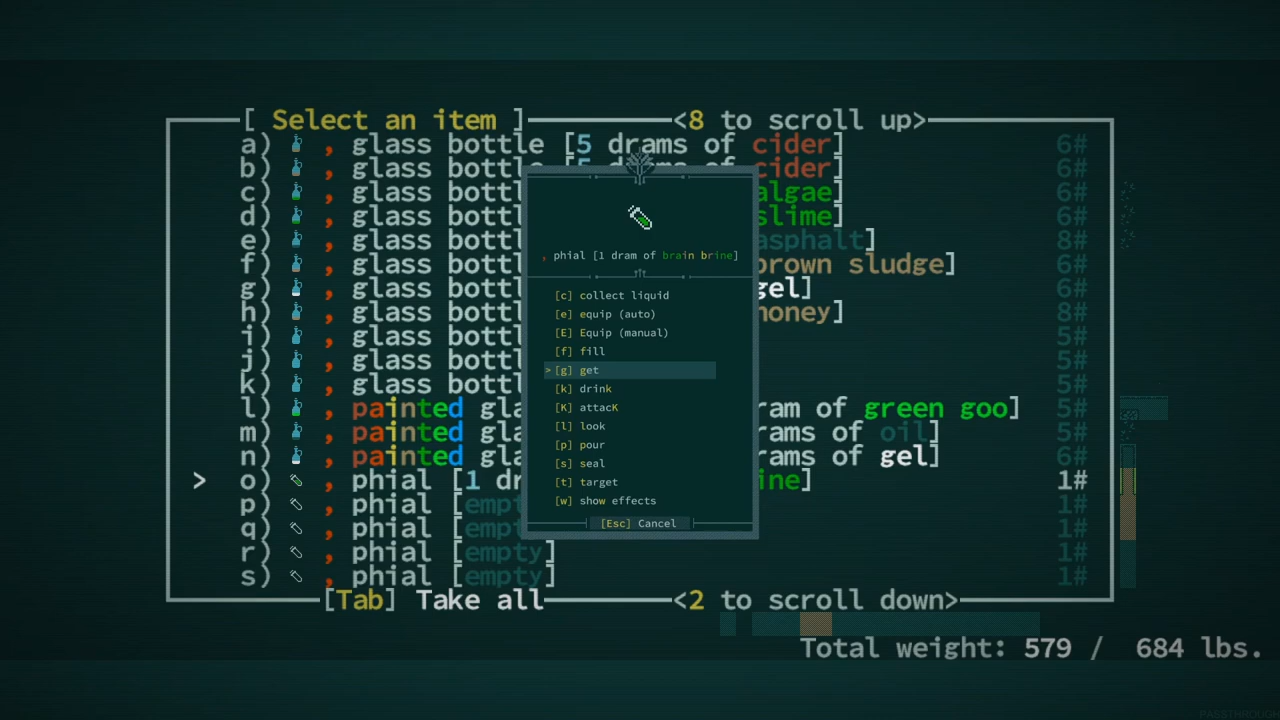 [ Select an item ] <8 to scroll up>
a) , glass bottle [5 drams of cider] 6#
b) , glass bottle [5 drams of cider] 6#
c) , glass bottl algae] 6#
d) , glass bottl slime] 6#
e) , glass bottl asphalt] 8#
f) , glass bottl brown sludge] 6#
g) , glass bottl gel] 6#
h) , glass bottl honey] 6#
i) , glass bottl 5#
j) , glass bottl 5#
k) , glass bottl 5#
l) , painted gla ram of green goo] 5#
m) , painted gla rams of oil] 5#
n) , painted gla rams of gel] 6#
> o) , phial [1 dr ine] 1#
p) , phial [empt 1#
q) , phial [empt 1#
r) , phial [empty] 1#
s) , phial [empty] 1#
[Tab] Take all <2 to scroll down>
Total weight: 579 / 684 lbs.
, phial [1 dram of brain brine]
[c] collect liquid
[e] equip (auto)
[E] Equip (manual)
[f] fill
> [g] get
[k] drink
[K] attacK
[l] look
[p] pour
[s] seal
[t] target
[w] show effects
[Esc] Cancel